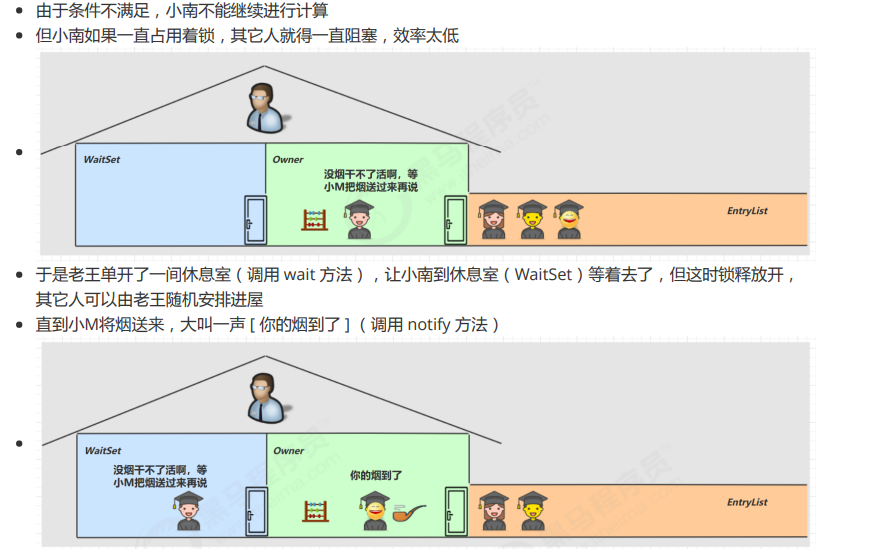 由于条件不满足，小南不能继续进行计算
但小南如果一直占用着锁，其它人就得一直阻塞，效率太低
WaitSet
Owner
没烟干不了活啊，等
小M把烟送过来再说
EntryList
于是老王单开了一间休息室（调用 wait 方法），让小南到休息室（WaitSet）等着去了，但这时锁释放开，
其它人可以由老王随机安排进屋
直到小M将烟送来，大叫一声 [ 你的烟到了 ]（调用 notify 方法）
WaitSet
没烟干不了活啊，等
小M把烟送过来再说
Owner
你的烟到了
EntryList